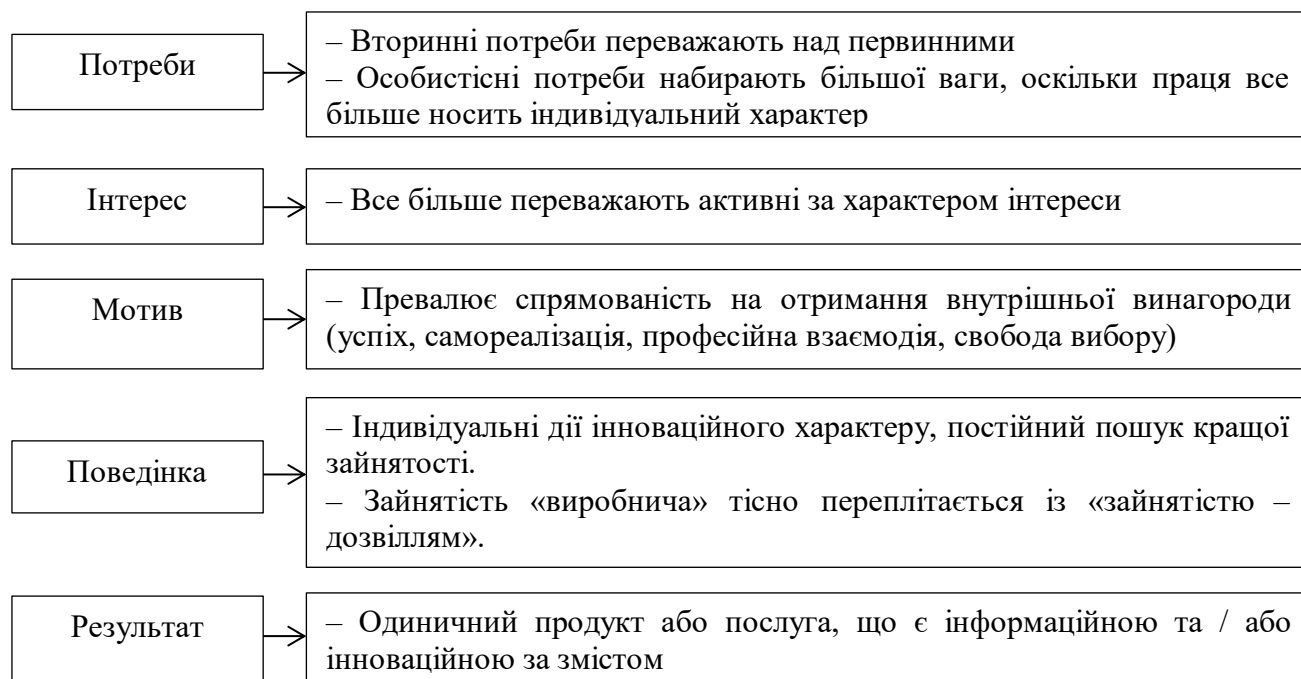 Потреби
– Вторинні потреби переважають над первинними
– Особистісні потреби набирають більшої ваги, оскільки праця все
більше носить індивідуальний характер
Інтерес
– Все більше переважають активні за характером інтереси
Мотив
– Превалює спрямованість на отримання внутрішньої винагороди
(успіх, самореалізація, професійна взаємодія, свобода вибору)
Поведінка
– Індивідуальні дії інноваційного характеру, постійний пошук кращої
зайнятості.
– Зайнятість «виробнича» тісно переплітається із «зайнятістю –
дозвіллям».
Результат
– Одиничний продукт або послуга, що є інформаційною та / або
інноваційною за змістом